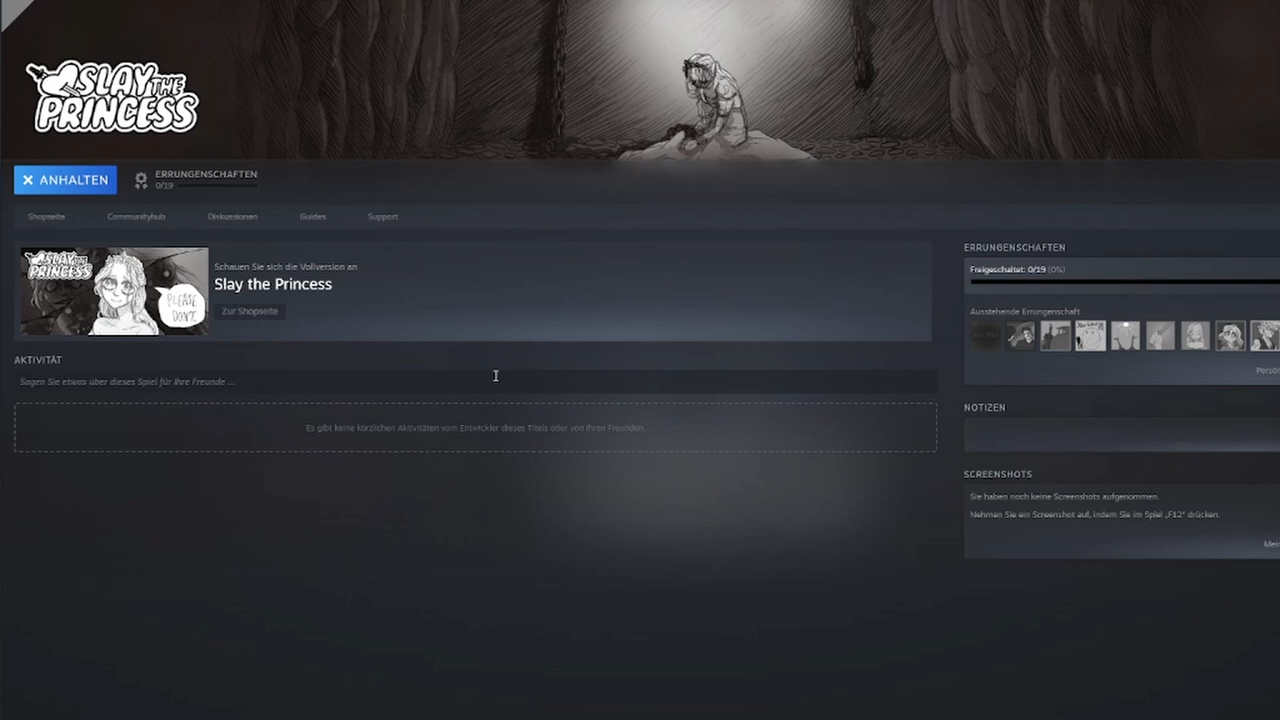 SLAY THE
PRINCESS
ANHALTEN
ERRUNGENSCHAFTEN
0/19
Shopseite
Communityhub
Diskussionen
Guides
Support
SLAY THE
PRINCESS
PLEASE
DON'T
Schauen Sie sich die Vollversion an
Slay the Princess
Zur Shopseite
AKTIVITÄT
Sagen Sie etwas über dieses Spiel für Ihre Freunde ...
Es gibt keine kürzlichen Aktivitäten vom Entwickler dieses Titels oder von Ihren Freunden.
ERRUNGENSCHAFTEN
Freigeschaltet: 0/19 (0%)
Ausstehende Errungenschaft
Persön
NOTIZEN
SCREENSHOTS
Sie haben noch keine Screenshots aufgenommen.
Nehmen Sie ein Screenshot auf, indem Sie im Spiel „F12“ drücken.
Mein